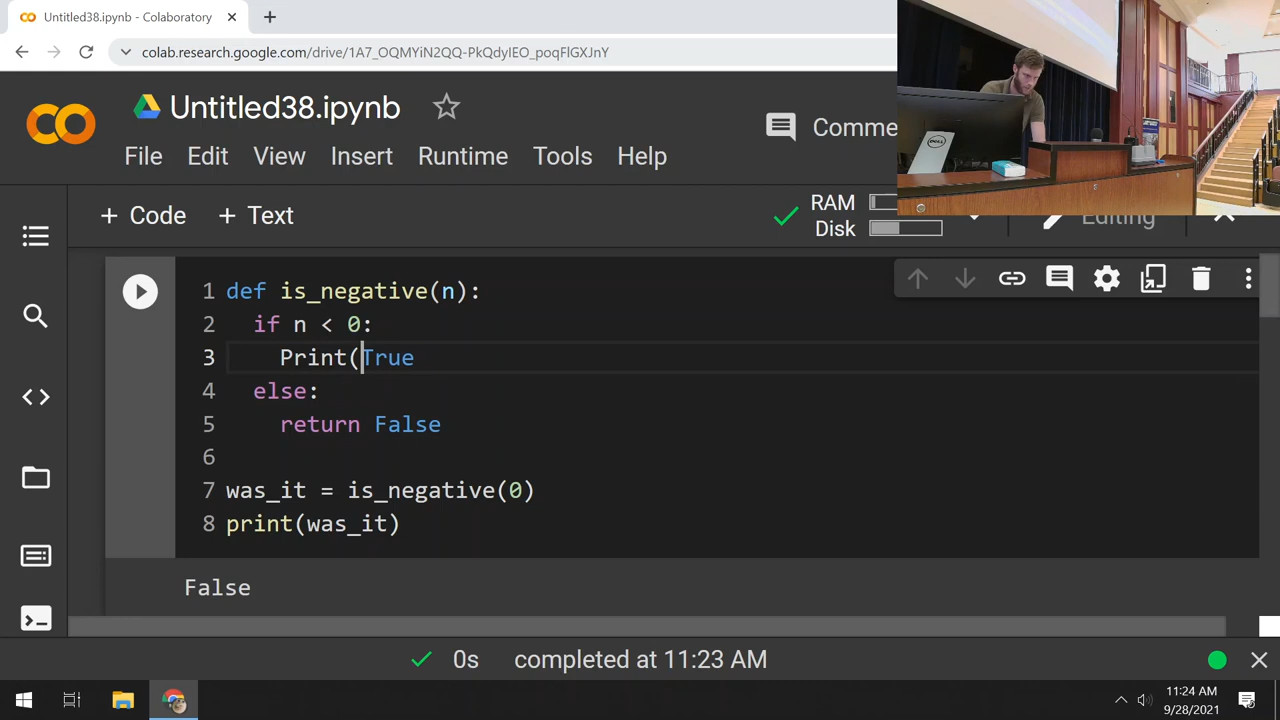 Untitled38.ipynb - Colaboratory
colab.research.google.com/drive/1A7_OQMYiN2QQ-PkQdyIEO_poqFlGXJnY
Untitled38.ipynb
Comme
File Edit View Insert Runtime Tools Help
+ Code + Text
RAM
Disk
Editing
1 def is_negative(n):
2 if n < 0:
3 Print(True
4 else:
5 return False
6
7 was_it = is_negative(0)
8 print(was_it)
False
0s completed at 11:23 AM
11:24 AM
9/28/2021
DELL